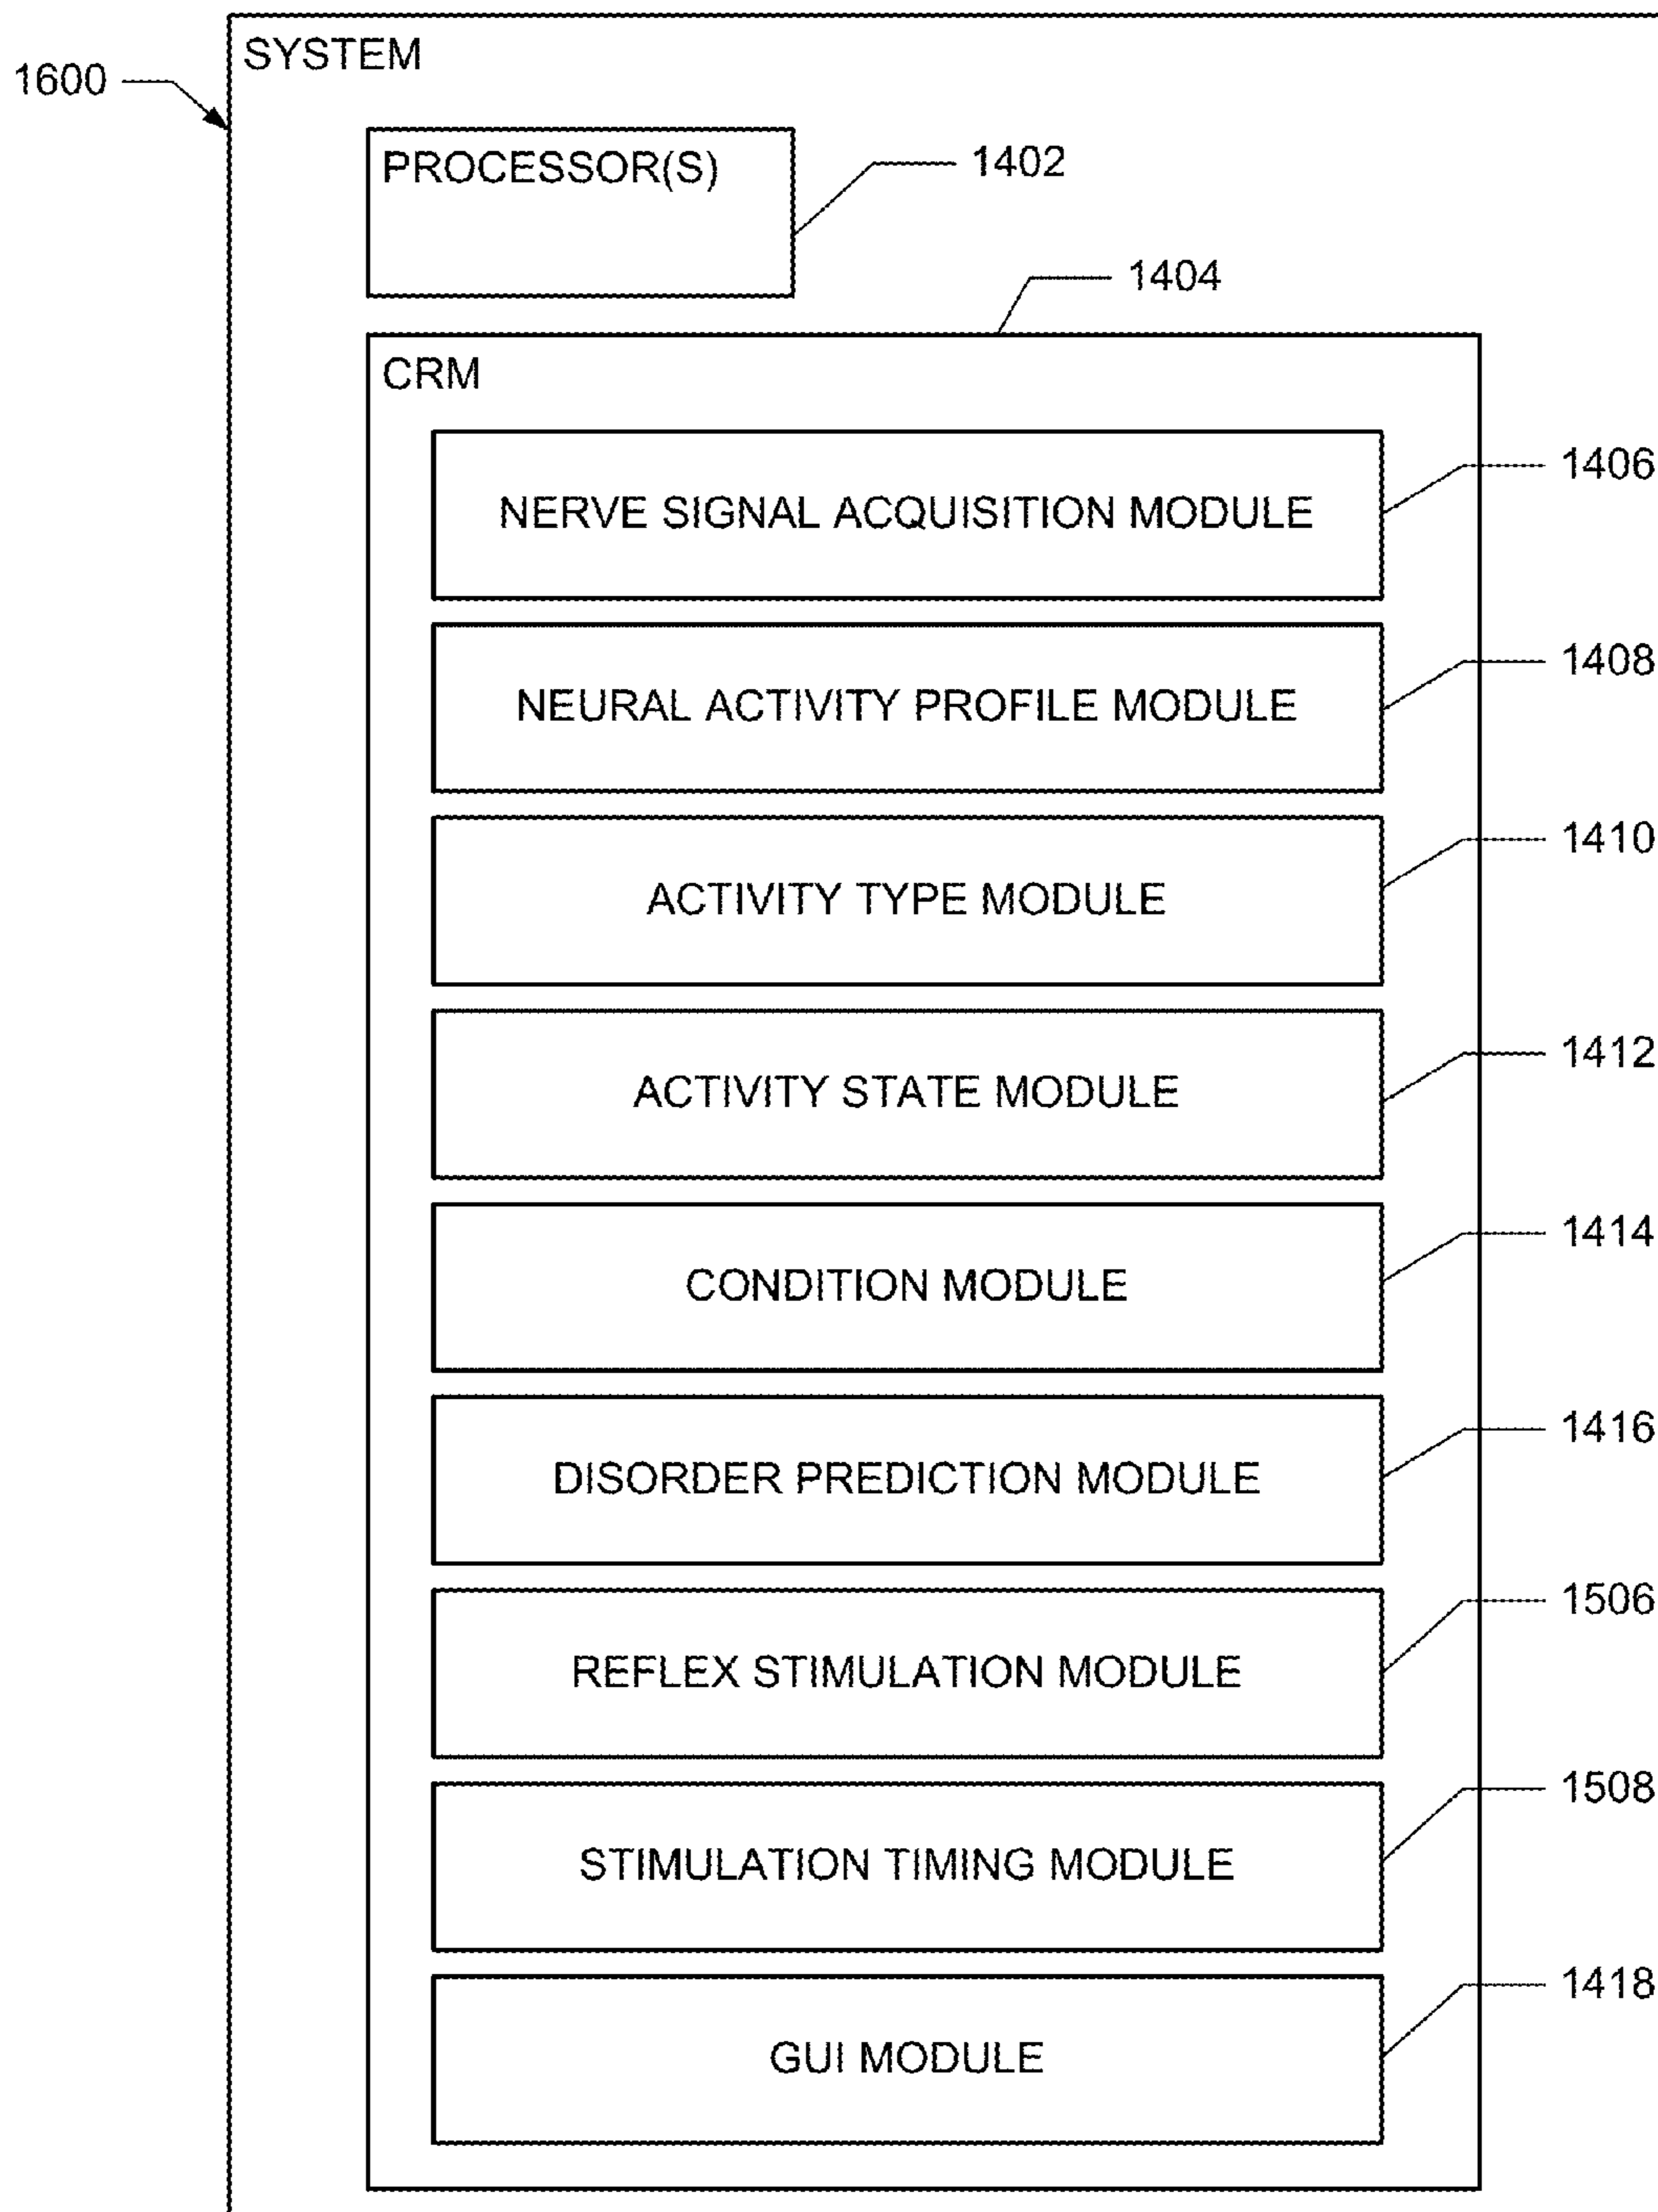 SYSTEM
1600
PROCESSOR(S)
1402
1404
CRM
NERVE SIGNAL ACQUISITION MODULE
1406
NEURAL ACTIVITY PROFILE MODULE
1408
ACTIVITY TYPE MODULE
1410
ACTIVITY STATE MODULE
1412
CONDITION MODULE
1414
DISORDER PREDICTION MODULE
1416
REFLEX STIMULATION MODULE
1506
STIMULATION TIMING MODULE
1508
GUI MODULE
1418